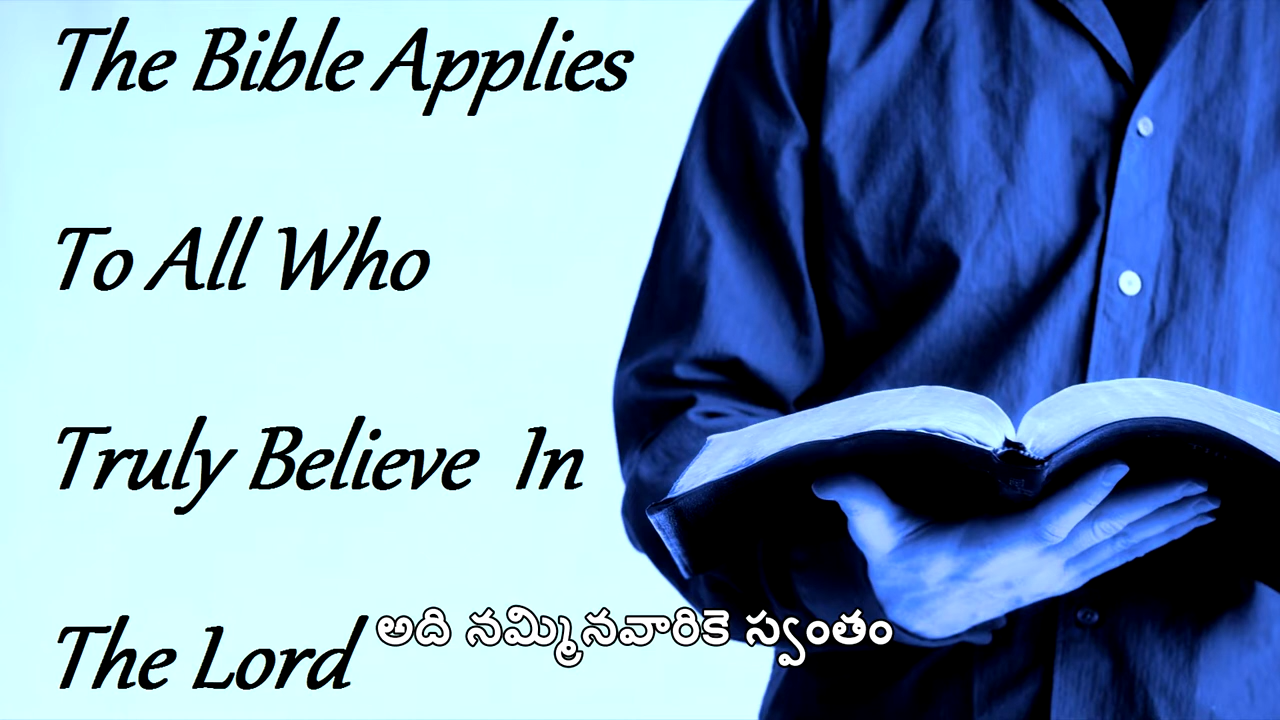 The Bible Applies
To All Who
Truly Believe In
The Lord
అది నమ్మినవారికె స్వంతం